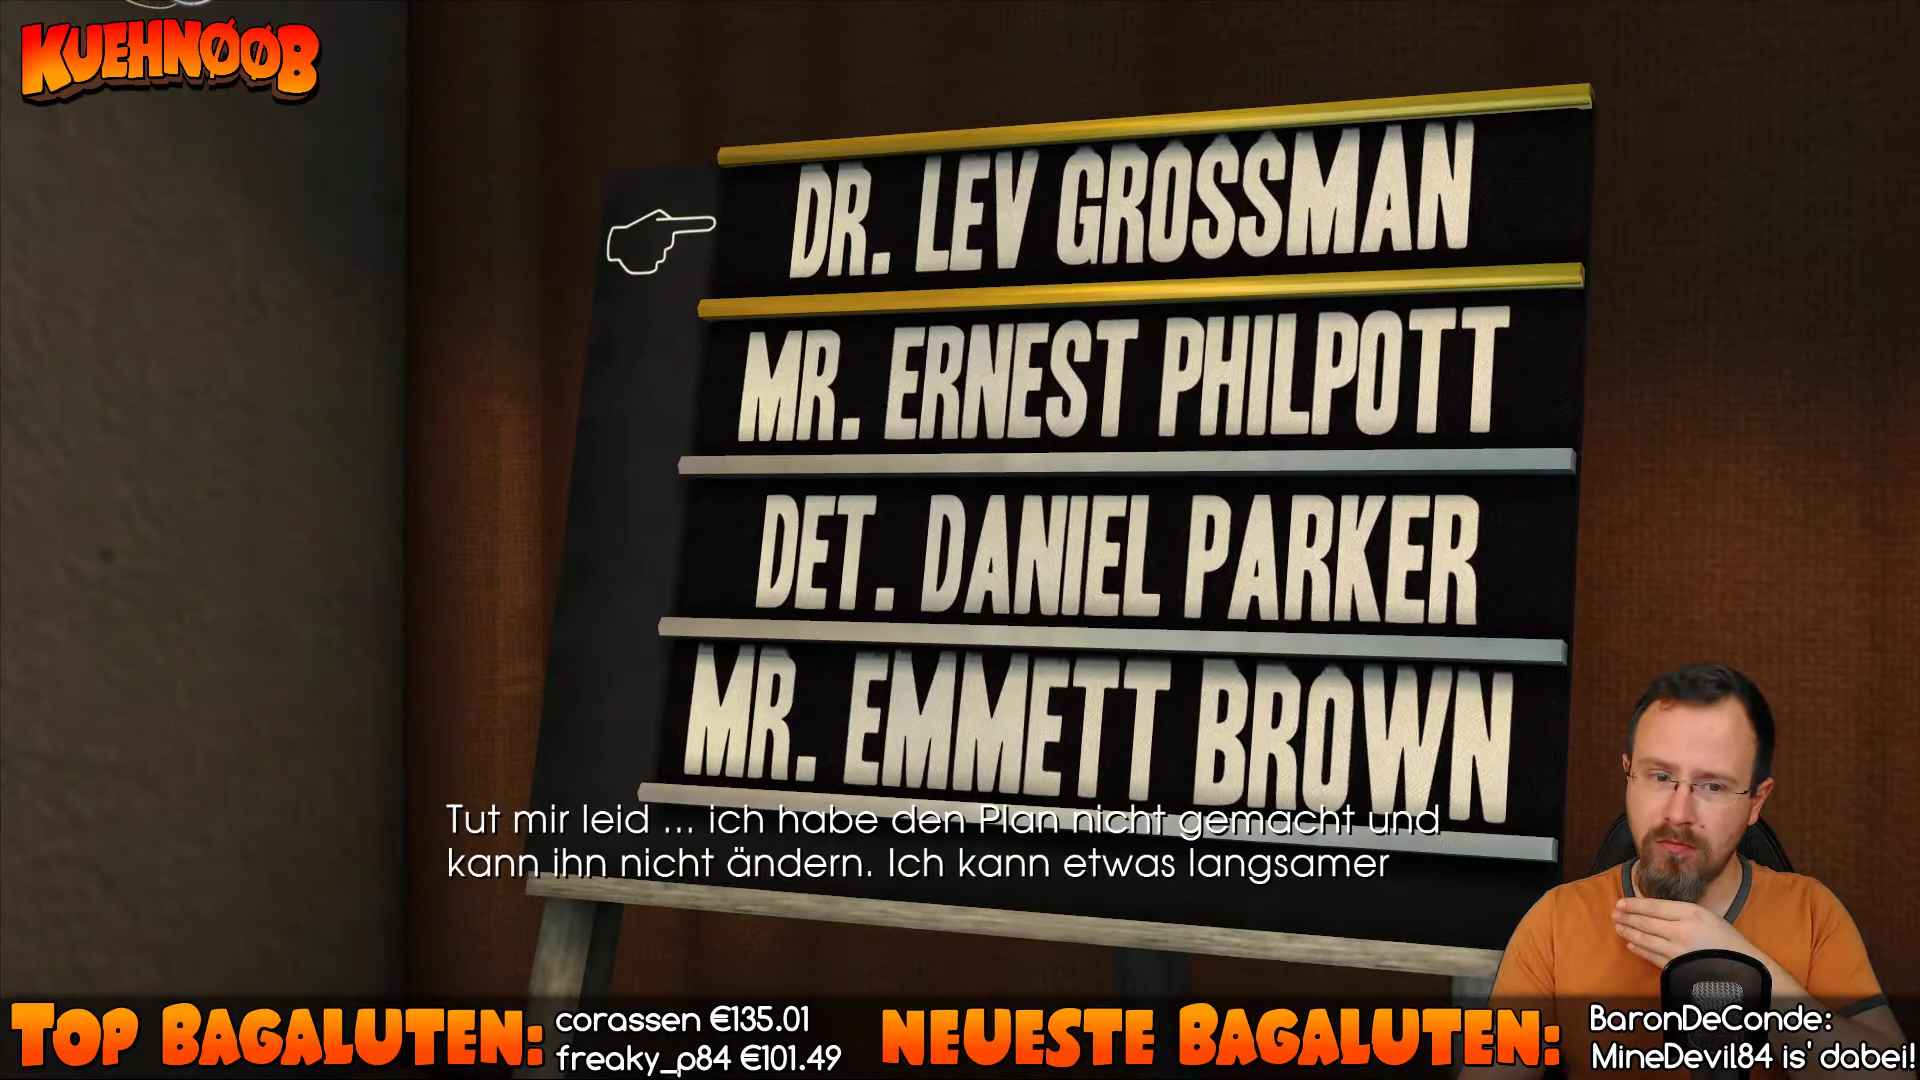 KUEHNØØB
DR. LEV GROSSMAN
MR. ERNEST PHILPOTT
DET. DANIEL PARKER
MR. EMMETT BROWN
Tut mir leid ... ich habe den Plan nicht gemacht und
kann ihn nicht ändern. Ich kann etwas langsamer
TOP BAGALUTEN:
corassen €135.01
freaky_p84 €101.49
NEUESTE BAGALUTEN:
BaronDeConde:
MineDevil84 is' dabei!